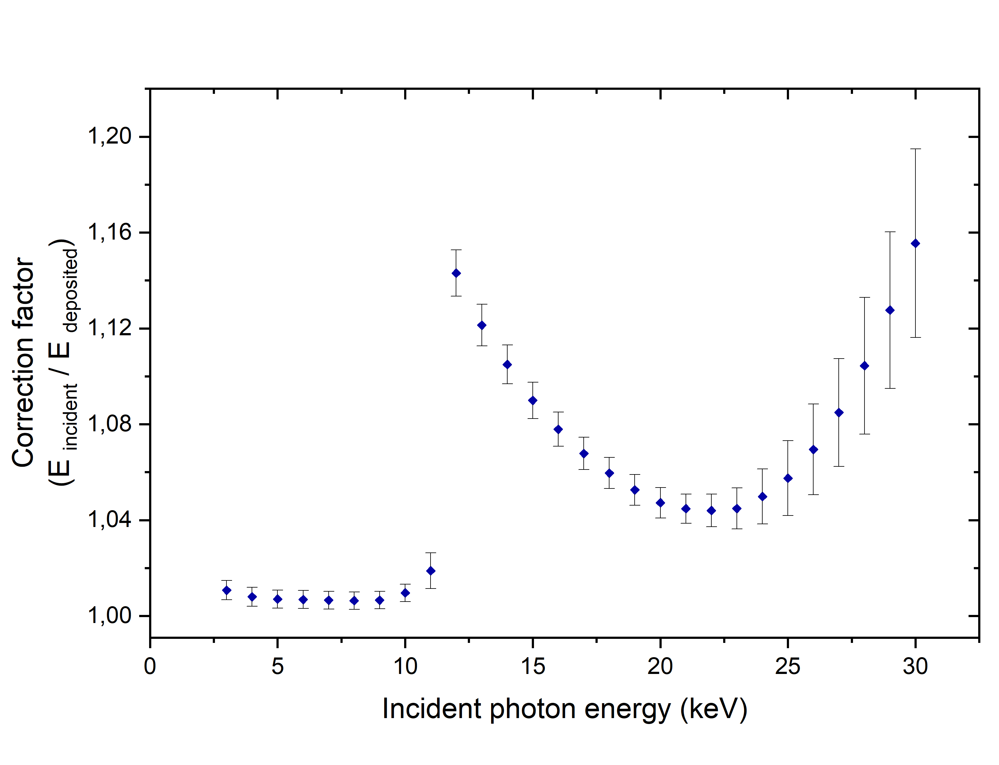 1,20
1,16
1,12
1,08
1,04
1,00
0 5 10 15 20 25 30
Correction factor
(E incident / E deposited)
Incident photon energy (keV)